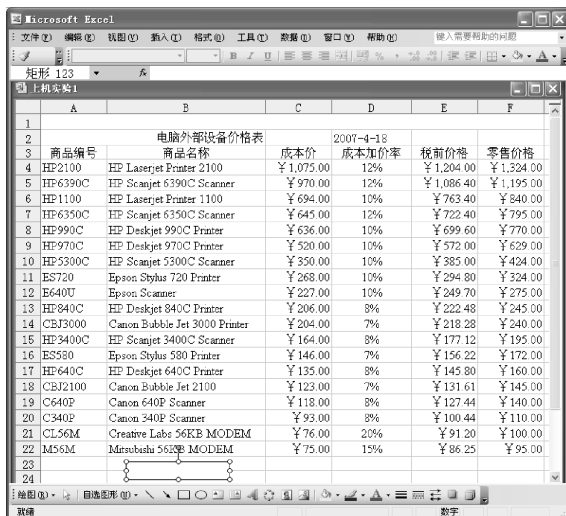 Microsoft Excel
文件(F) 编辑(E) 视图(V) 插入(I) 格式(O) 工具(T) 数据(D) 窗口(W) 帮助(H) 键入需要帮助的问题
B I U
矩形 123 fx
上机实验1
A B C D E F
1
2 电脑外部设备价格表 2007-4-18
3 商品编号 商品名称 成本价 成本加价率 税前价格 零售价格
4 HP2100 HP Laserjet Printer 2100 ¥1,075.00 12% ¥1,204.00 ¥1,324.00
5 HP6390C HP Scanjet 6390C Scanner ¥970.00 12% ¥1,086.40 ¥1,195.00
6 HP1100 HP Laserjet Printer 1100 ¥694.00 10% ¥763.40 ¥840.00
7 HP6350C HP Scanjet 6350C Scanner ¥645.00 12% ¥722.40 ¥795.00
8 HP990C HP Deskjet 990C Printer ¥636.00 10% ¥699.60 ¥770.00
9 HP970C HP Deskjet 970C Printer ¥520.00 10% ¥572.00 ¥629.00
10 HP5300C HP Scanjet 5300C Scanner ¥350.00 10% ¥385.00 ¥424.00
11 ES720 Epson Stylus 720 Printer ¥268.00 10% ¥294.80 ¥324.00
12 E640U Epson Scanner ¥227.00 10% ¥249.70 ¥275.00
13 HP840C HP Deskjet 840C Printer ¥206.00 8% ¥222.48 ¥245.00
14 CBJ3000 Canon Bubble Jet 3000 Printer ¥204.00 7% ¥218.28 ¥240.00
15 HP3400C HP Scanjet 3400C Scanner ¥164.00 8% ¥177.12 ¥195.00
16 ES580 Epson Stylus 580 Printer ¥146.00 7% ¥156.22 ¥172.00
17 HP640C HP Deskjet 640C Printer ¥135.00 8% ¥145.80 ¥160.00
18 CBJ2100 Canon Bubble Jet 2100 ¥123.00 7% ¥131.61 ¥145.00
19 C640P Canon 640P Scanner ¥118.00 8% ¥127.44 ¥140.00
20 C340P Canon 340P Scanner ¥93.00 8% ¥100.44 ¥110.00
21 CL56M Creative Labs 56KB MODEM ¥76.00 20% ¥91.20 ¥100.00
22 M56M Mitsubishi 56KB MODEM ¥75.00 15% ¥86.25 ¥95.00
23
24
绘图(R) 自选图形(U)
就绪 数字